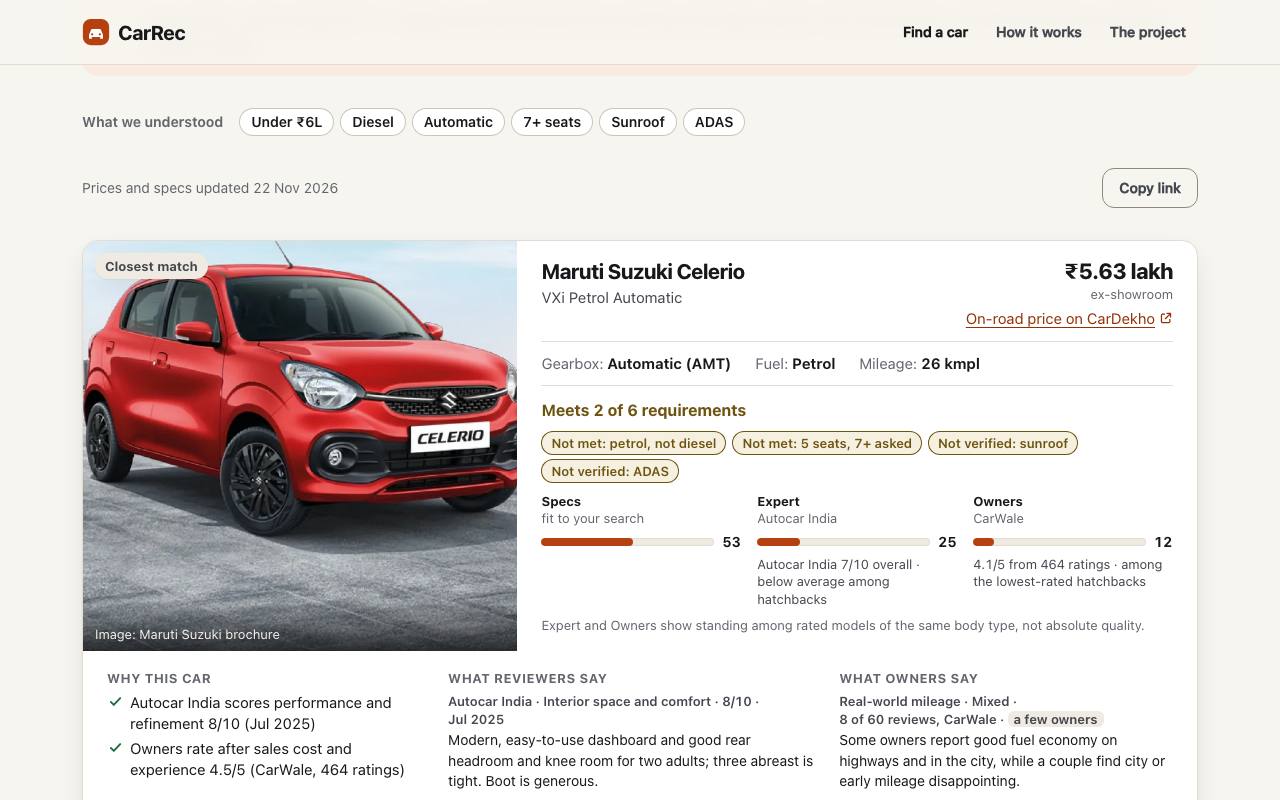 CarRec
Find a car
How it works
The project
What we understood
Under ₹6L
Diesel
Automatic
7+ seats
Sunroof
ADAS
Prices and specs updated 22 Nov 2026
Copy link
Closest match
CELERIO
Image: Maruti Suzuki brochure
Maruti Suzuki Celerio
₹5.63 lakh
VXi Petrol Automatic
ex-showroom
On-road price on CarDekho
Gearbox: Automatic (AMT) Fuel: Petrol Mileage: 26 kmpl
Meets 2 of 6 requirements
Not met: petrol, not diesel
Not met: 5 seats, 7+ asked
Not verified: sunroof
Not verified: ADAS
Specs
fit to your search
53
Expert
Autocar India
25
Autocar India 7/10 overall ·
below average among
hatchbacks
Owners
CarWale
12
4.1/5 from 464 ratings · among
the lowest-rated hatchbacks
Expert and Owners show standing among rated models of the same body type, not absolute quality.
WHY THIS CAR
Autocar India scores performance and
refinement 8/10 (Jul 2025)
Owners rate after sales cost and
experience 4.5/5 (CarWale, 464 ratings)
WHAT REVIEWERS SAY
Autocar India · Interior space and comfort · 8/10 ·
Jul 2025
Modern, easy-to-use dashboard and good rear
headroom and knee room for two adults; three abreast is
tight. Boot is generous.
WHAT OWNERS SAY
Real-world mileage · Mixed ·
8 of 60 reviews, CarWale · a few owners
Some owners report good fuel economy on
highways and in the city, while a couple find city or
early mileage disappointing.